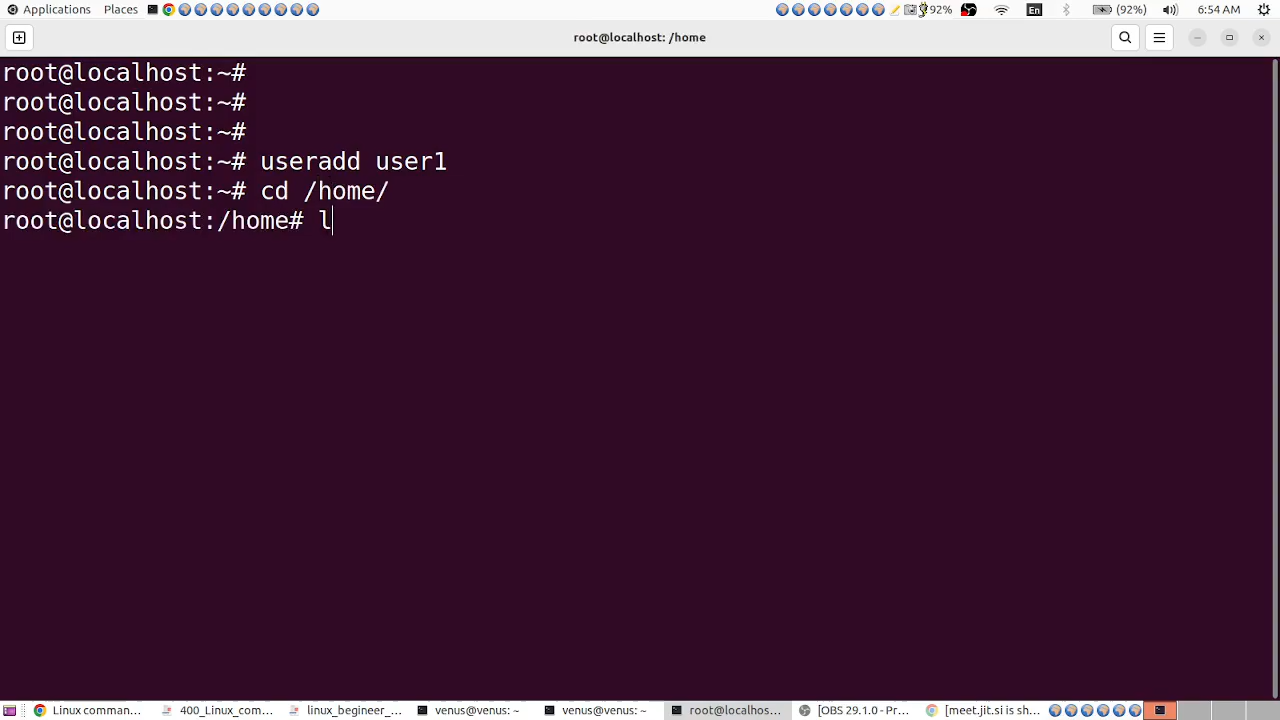 Applications Places 92% En (92%) 6:54 AM
root@localhost: /home
root@localhost:~#
root@localhost:~#
root@localhost:~#
root@localhost:~# useradd user1
root@localhost:~# cd /home/
root@localhost:/home# l
Linux comman... 400_Linux_com... linux_begineer_... venus@venus: ~ venus@venus: ~ root@localhos... [OBS 29.1.0 - Pr... [meet.jit.si is sh...